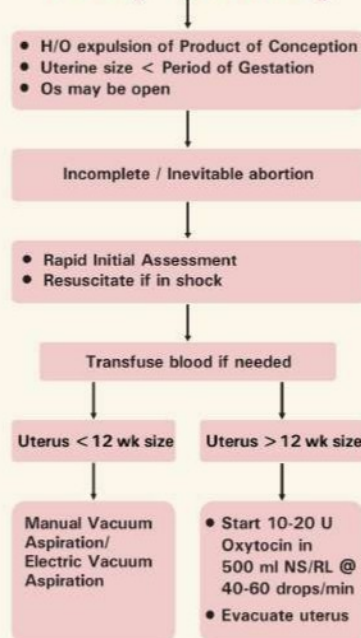 • H/O expulsion of Product of Conception
• Uterine size < Period of Gestation
• Os may be open
Incomplete / Inevitable abortion
• Rapid Initial Assessment
• Resuscitate if in shock
Transfuse blood if needed
Uterus < 12 wk size
Uterus > 12 wk size
Manual Vacuum
Aspiration/
Electric Vacuum
Aspiration
• Start 10-20 U
Oxytocin in
500 ml NS/RL @
40-60 drops/min
• Evacuate uterus